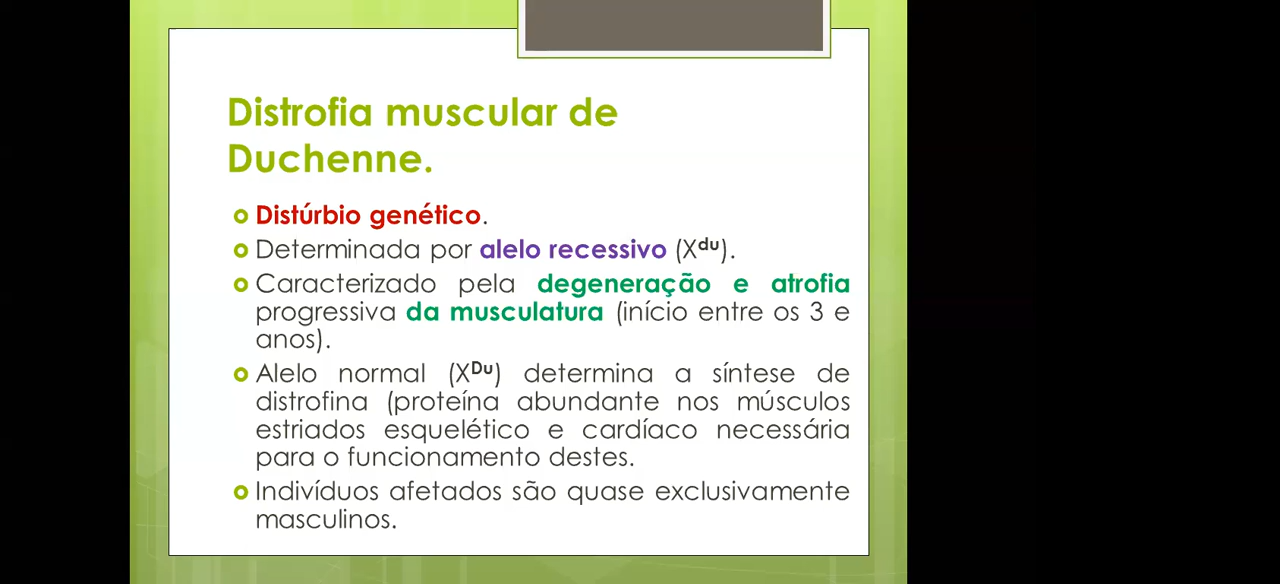 Distrofia muscular de
Duchenne.
Distúrbio genético.
Determinada por alelo recessivo (Xᵈᵘ).
Caracterizado pela degeneração e atrofia
progressiva da musculatura (início entre os 3 e
anos).
Alelo normal (Xᴰᵘ) determina a síntese de
distrofina (proteína abundante nos músculos
estriados esquelético e cardíaco necessária
para o funcionamento destes.
Indivíduos afetados são quase exclusivamente
masculinos.